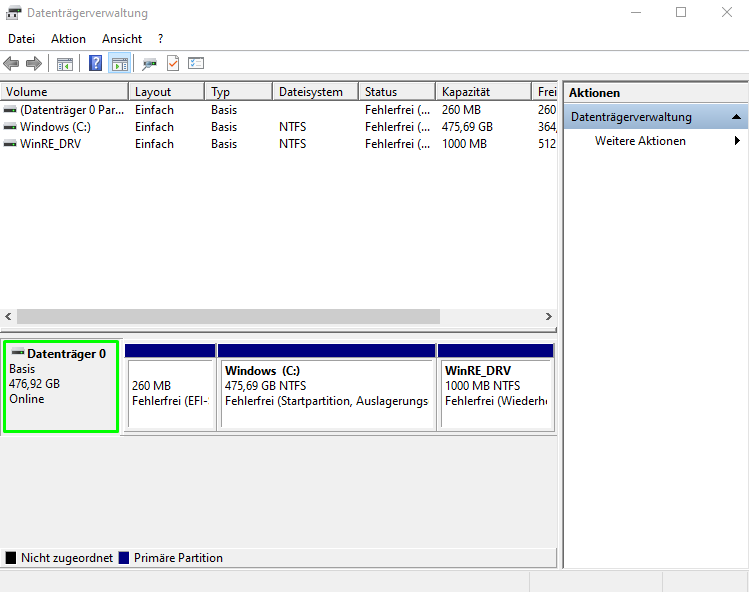 Datenträgerverwaltung
Datei Aktion Ansicht ?
Volume Layout Typ Dateisystem Status Kapazität Frei
(Datenträger 0 Par... Einfach Basis Fehlerfrei (... 260 MB 260
Windows (C:) Einfach Basis NTFS Fehlerfrei (... 475,69 GB 364,
WinRE_DRV Einfach Basis NTFS Fehlerfrei (... 1000 MB 512
Aktionen
Datenträgerverwaltung
Weitere Aktionen
Datenträger 0
Basis
476,92 GB
Online
260 MB
Fehlerfrei (EFI-
Windows (C:)
475,69 GB NTFS
Fehlerfrei (Startpartition, Auslagerungs
WinRE_DRV
1000 MB NTFS
Fehlerfrei (Wiederhe
Nicht zugeordnet Primäre Partition